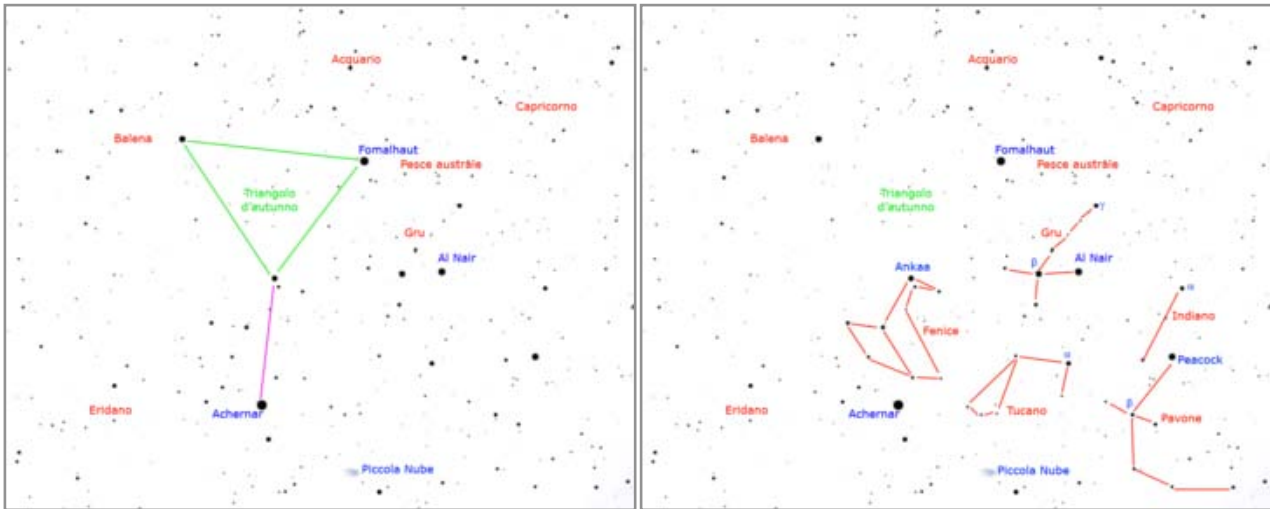 Acquario
Capricorno
Balena
Fomalhaut
Pesce australe
Triangolo
d'autunno
Gru
Al Nair
Eridano
Achernar
Piccola Nube
Acquario
Capricorno
Balena
Fomalhaut
Pesce australe
Triangolo
d'autunno
γ
Gru
β
Al Nair
Ankaa
α
Fenice
Indiano
α
Peacock
Eridano
Achernar
Tucano
β
Pavone
Piccola Nube